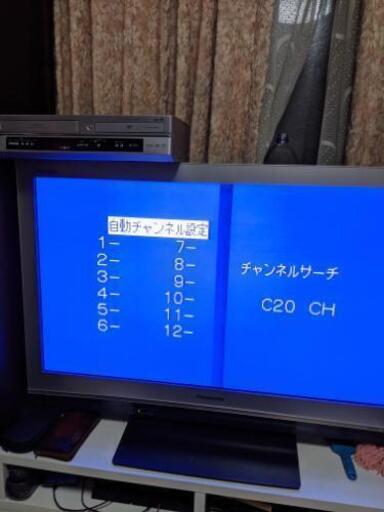 自動チャンネル設定
1- 7-
2- 8-
3- 9-
4- 10-
5- 11-
6- 12-
チャンネルサーチ
C20 CH
Panasonic